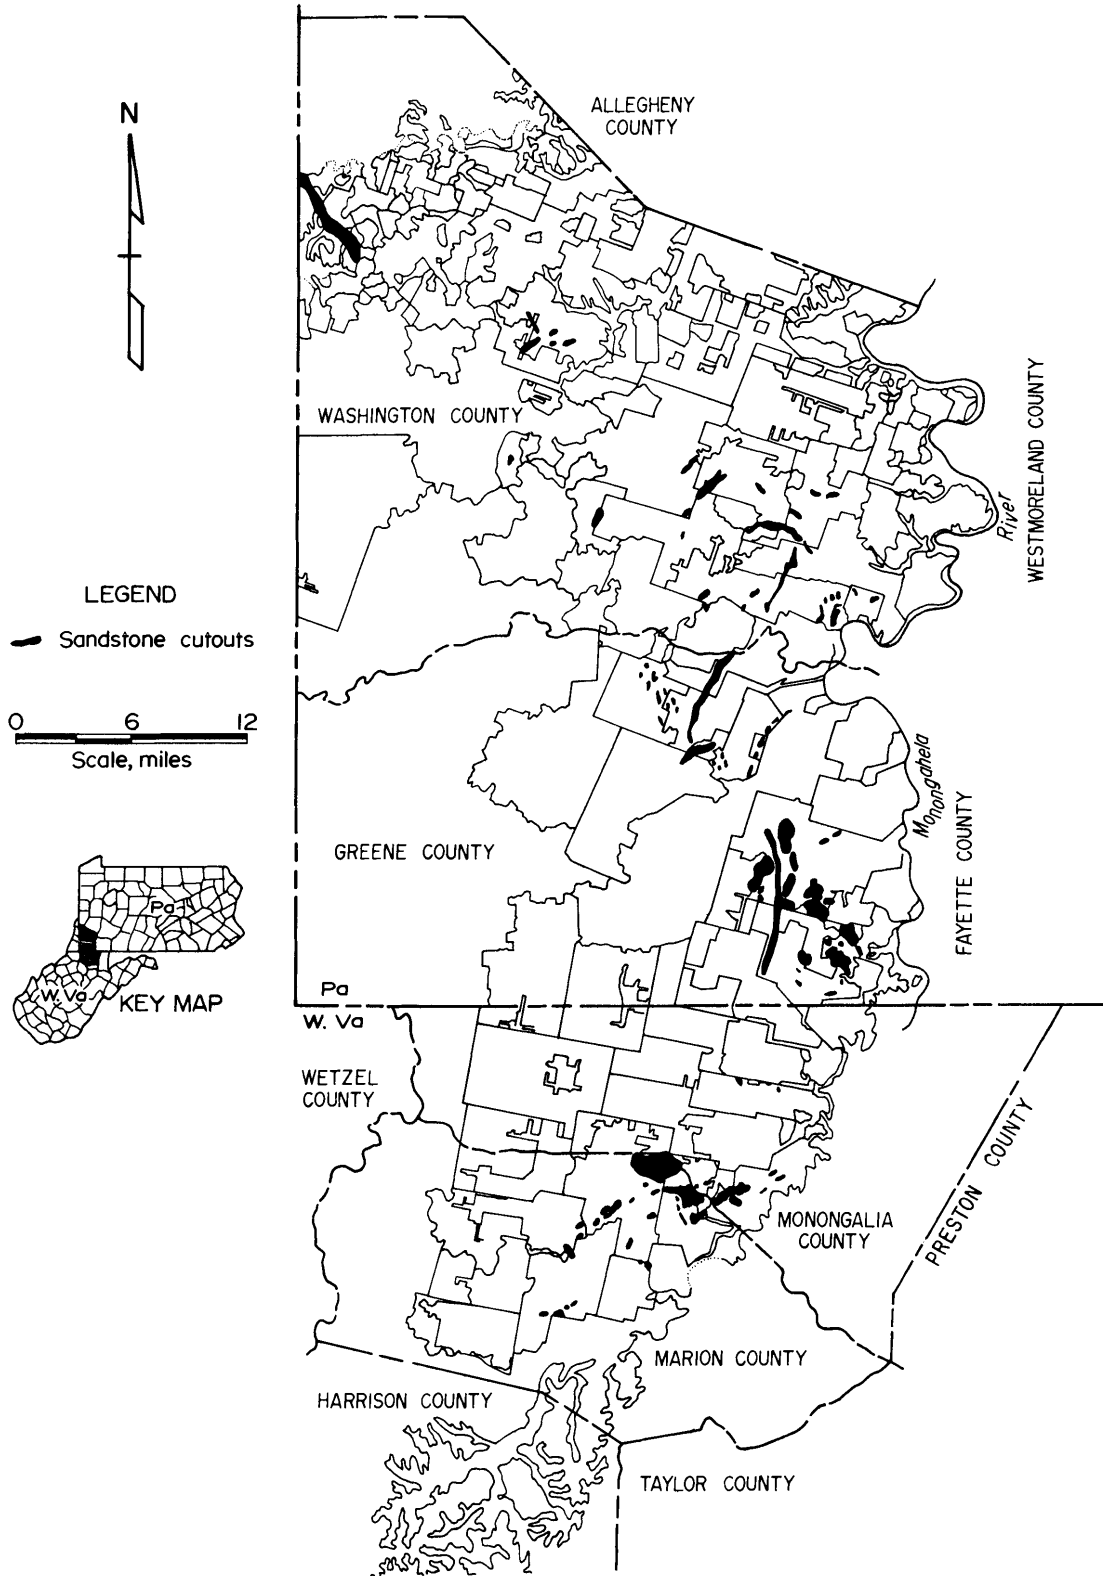 N
ALLEGHENY
COUNTY
WASHINGTON COUNTY
WESTMORELAND COUNTY
River
LEGEND
Sandstone cutouts
0 6 12
Scale, miles
Monongahela
GREENE COUNTY
FAYETTE COUNTY
Pa
W. Va
KEY MAP
Pa
W. Va
WETZEL
COUNTY
PRESTON COUNTY
MONONGALIA
COUNTY
MARION COUNTY
HARRISON COUNTY
TAYLOR COUNTY